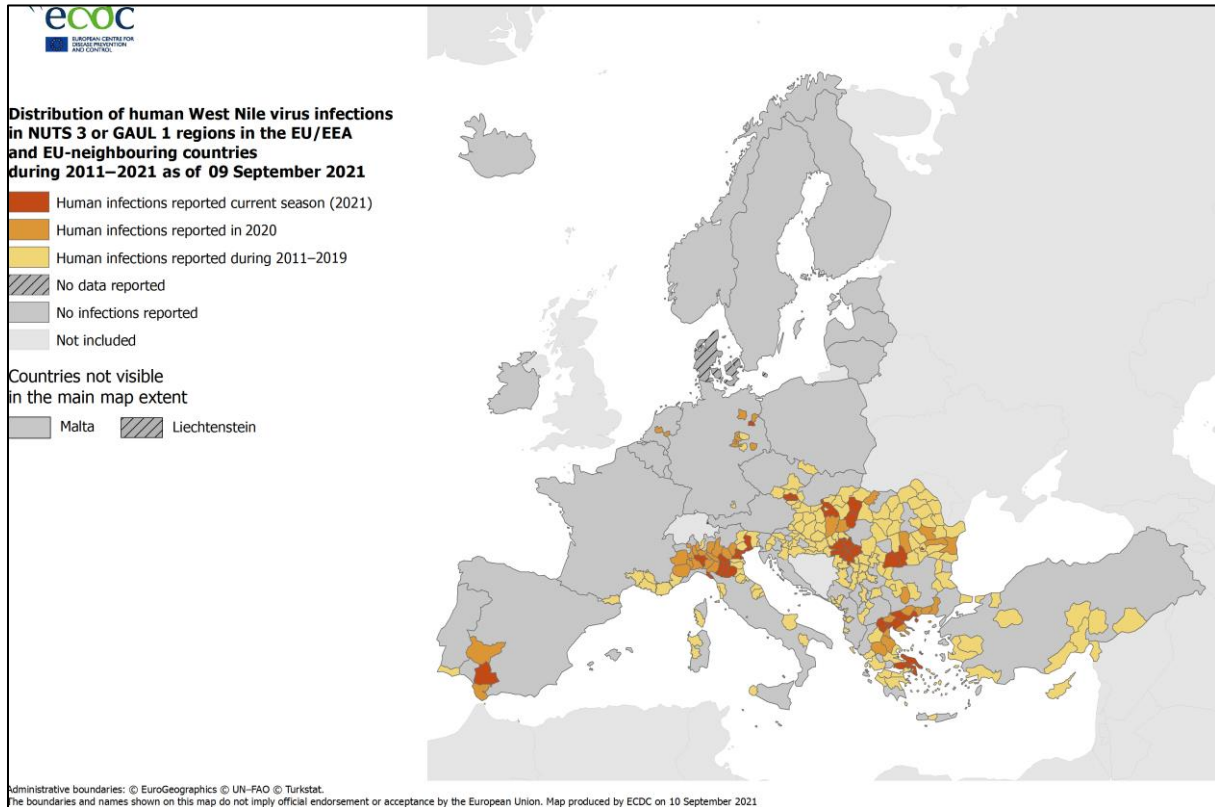 ecdc
EUROPEAN CENTRE FOR
DISEASE PREVENTION
AND CONTROL
Distribution of human West Nile virus infections
in NUTS 3 or GAUL 1 regions in the EU/EEA
and EU-neighbouring countries
during 2011–2021 as of 09 September 2021
Human infections reported current season (2021)
Human infections reported in 2020
Human infections reported during 2011–2019
No data reported
No infections reported
Not included
Countries not visible
in the main map extent
Malta Liechtenstein
Administrative boundaries: © EuroGeographics © UN–FAO © Turkstat.
The boundaries and names shown on this map do not imply official endorsement or acceptance by the European Union. Map produced by ECDC on 10 September 2021